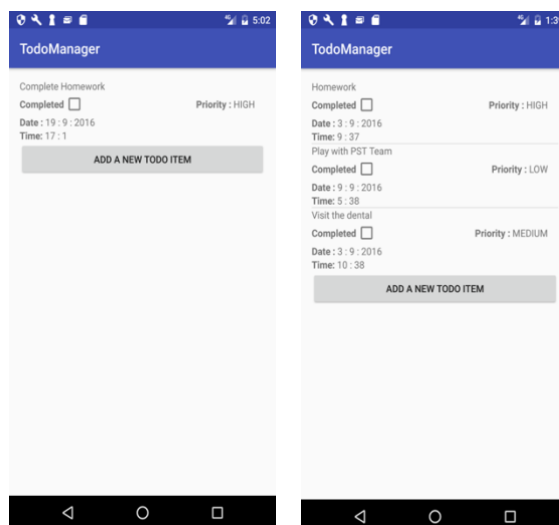 5:02
TodoManager
Complete Homework
Completed
Priority : HIGH
Date : 19 : 9 : 2016
Time: 17 : 1
ADD A NEW TODO ITEM
1:3
TodoManager
Homework
Completed
Priority : HIGH
Date : 3 : 9 : 2016
Time: 9 : 37
Play with PST Team
Completed
Priority : LOW
Date : 9 : 9 : 2016
Time: 5 : 38
Visit the dental
Completed
Priority : MEDIUM
Date : 3 : 9 : 2016
Time: 10 : 38
ADD A NEW TODO ITEM